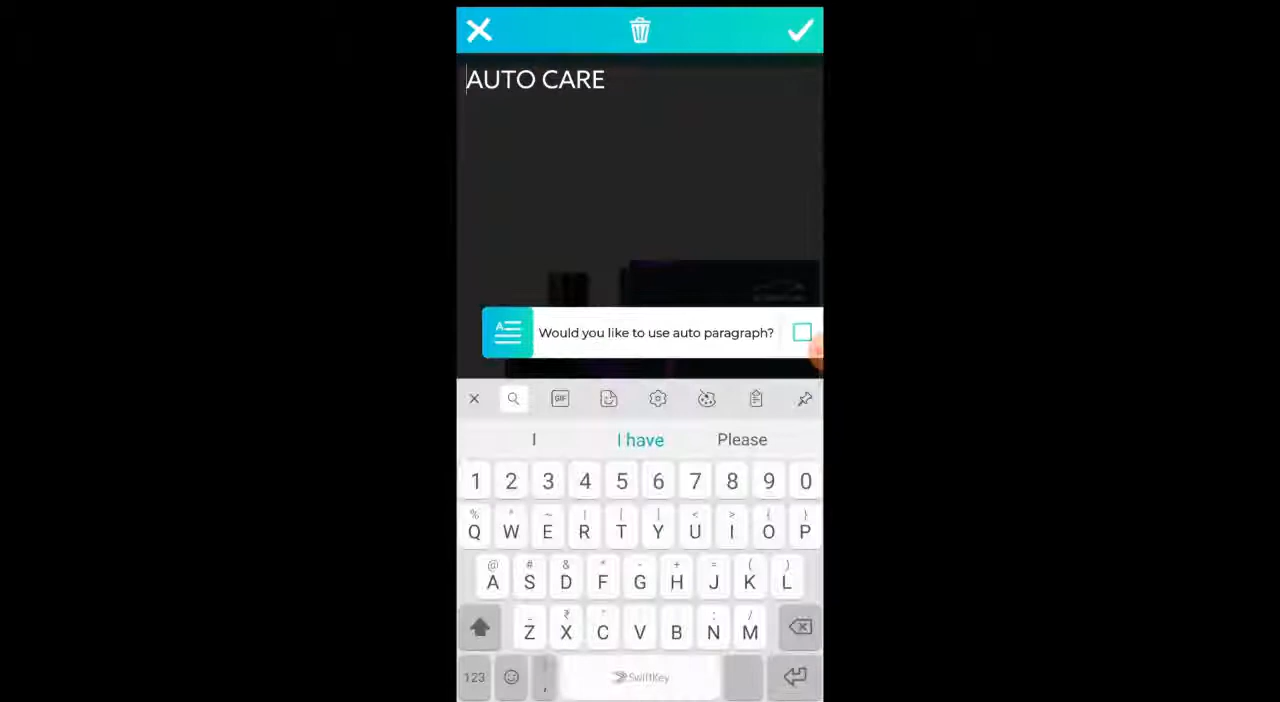 AUTO CARE
Would you like to use auto paragraph?
GIF
I
I have
Please
1 2 3 4 5 6 7 8 9 0
Q W E R T Y U I O P
@ # & * - + = ( )
A S D F G H J K L
Z X C V B N M
123 , SwiftKey